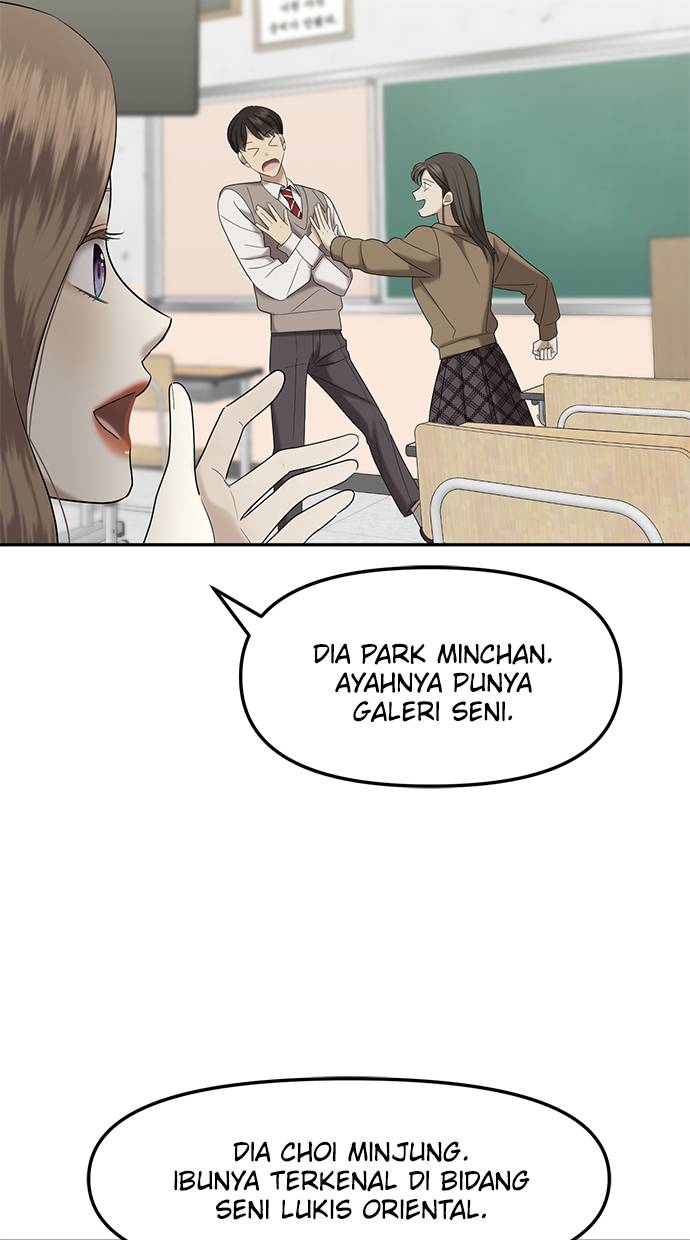 DIA PARK MINCHAN.
AYAHNYA PUNYA
GALERI SENI.
DIA CHOI MINJUNG.
IBUNYA TERKENAL DI BIDANG
SENI LUKIS ORIENTAL.